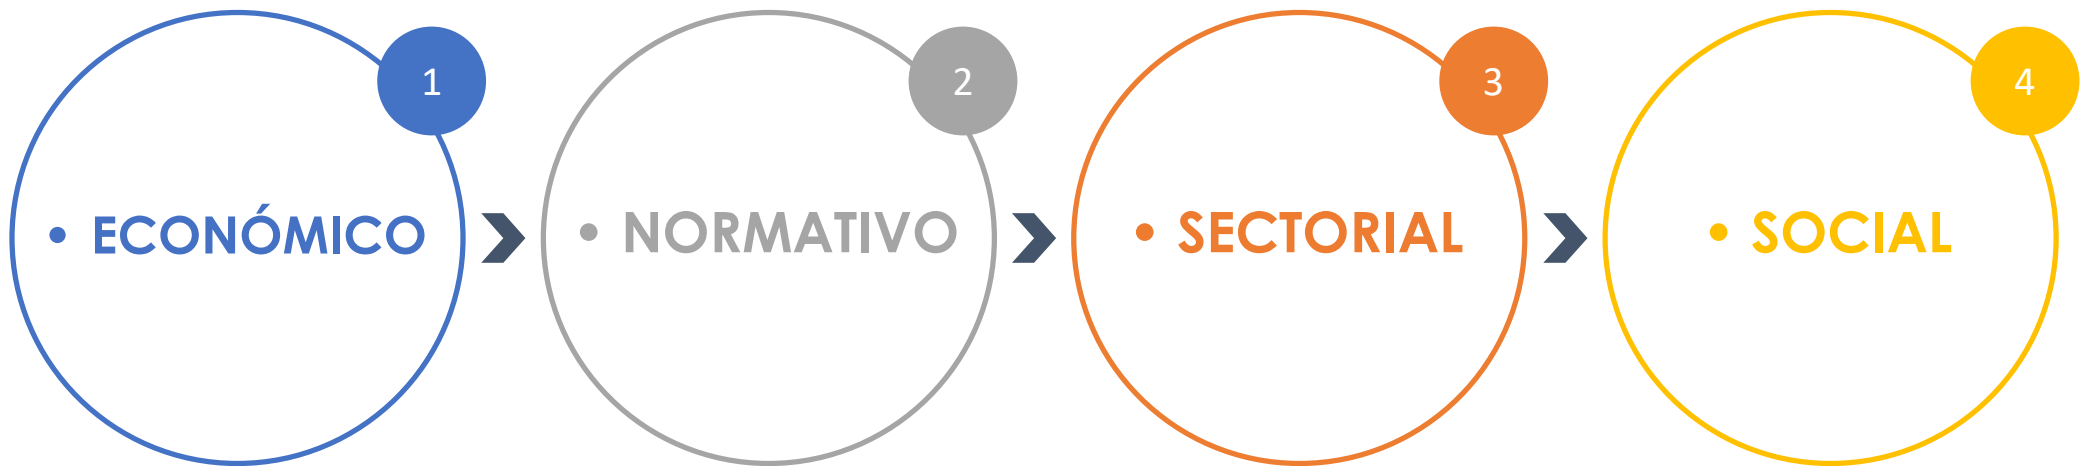 1
• ECONÓMICO
2
• NORMATIVO
3
• SECTORIAL
4
• SOCIAL